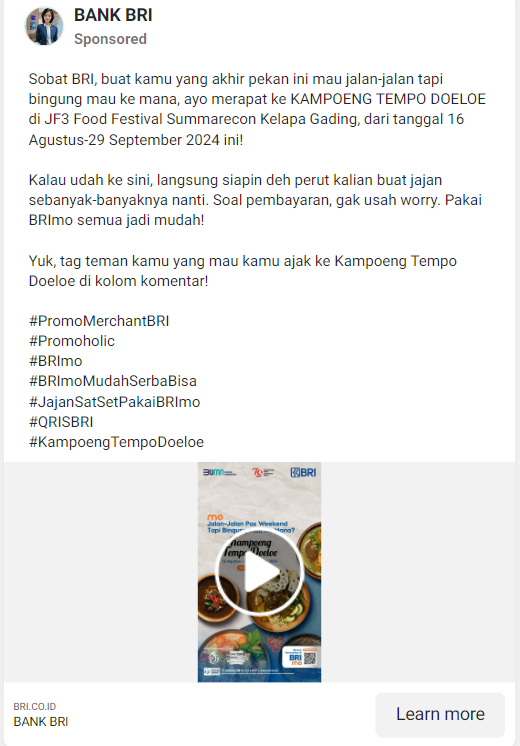 BANK BRI
Sponsored
Sobat BRI, buat kamu yang akhir pekan ini mau jalan-jalan tapi
bingung mau ke mana, ayo merapat ke KAMPOENG TEMPO DOELOE
di JF3 Food Festival Summarecon Kelapa Gading, dari tanggal 16
Agustus-29 September 2024 ini!
Kalau udah ke sini, langsung siapin deh perut kalian buat jajan
sebanyak-banyaknya nanti. Soal pembayaran, gak usah worry. Pakai
BRImo semua jadi mudah!
Yuk, tag teman kamu yang mau kamu ajak ke Kampoeng Tempo
Doeloe di kolom komentar!
#PromoMerchantBRI
#Promoholic
#BRImo
#BRImoMudahSerbaBisa
#JajanSatSetPakaiBRImo
#QRISBRI
#KampoengTempoDoeloe
BUMN
BRI
mo
Jalan-Jalan Pas Weekend
Tapi
Kampoeng
Tempo Doeloe
BRI
mo
BRI.CO.ID
BANK BRI
Learn more